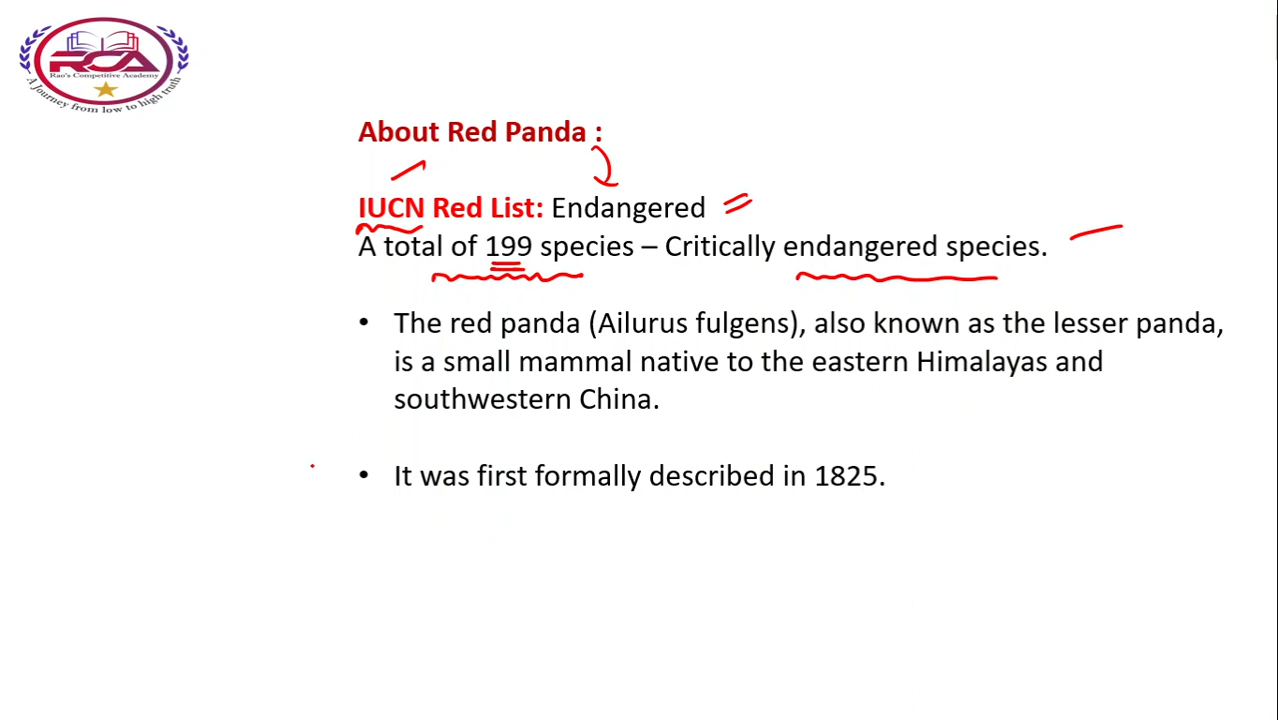 RCA
Rao's Competitive Academy
A Journey from low to high truth
About Red Panda :
IUCN Red List: Endangered
A total of 199 species – Critically endangered species.
• The red panda (Ailurus fulgens), also known as the lesser panda,
is a small mammal native to the eastern Himalayas and
southwestern China.
• It was first formally described in 1825.